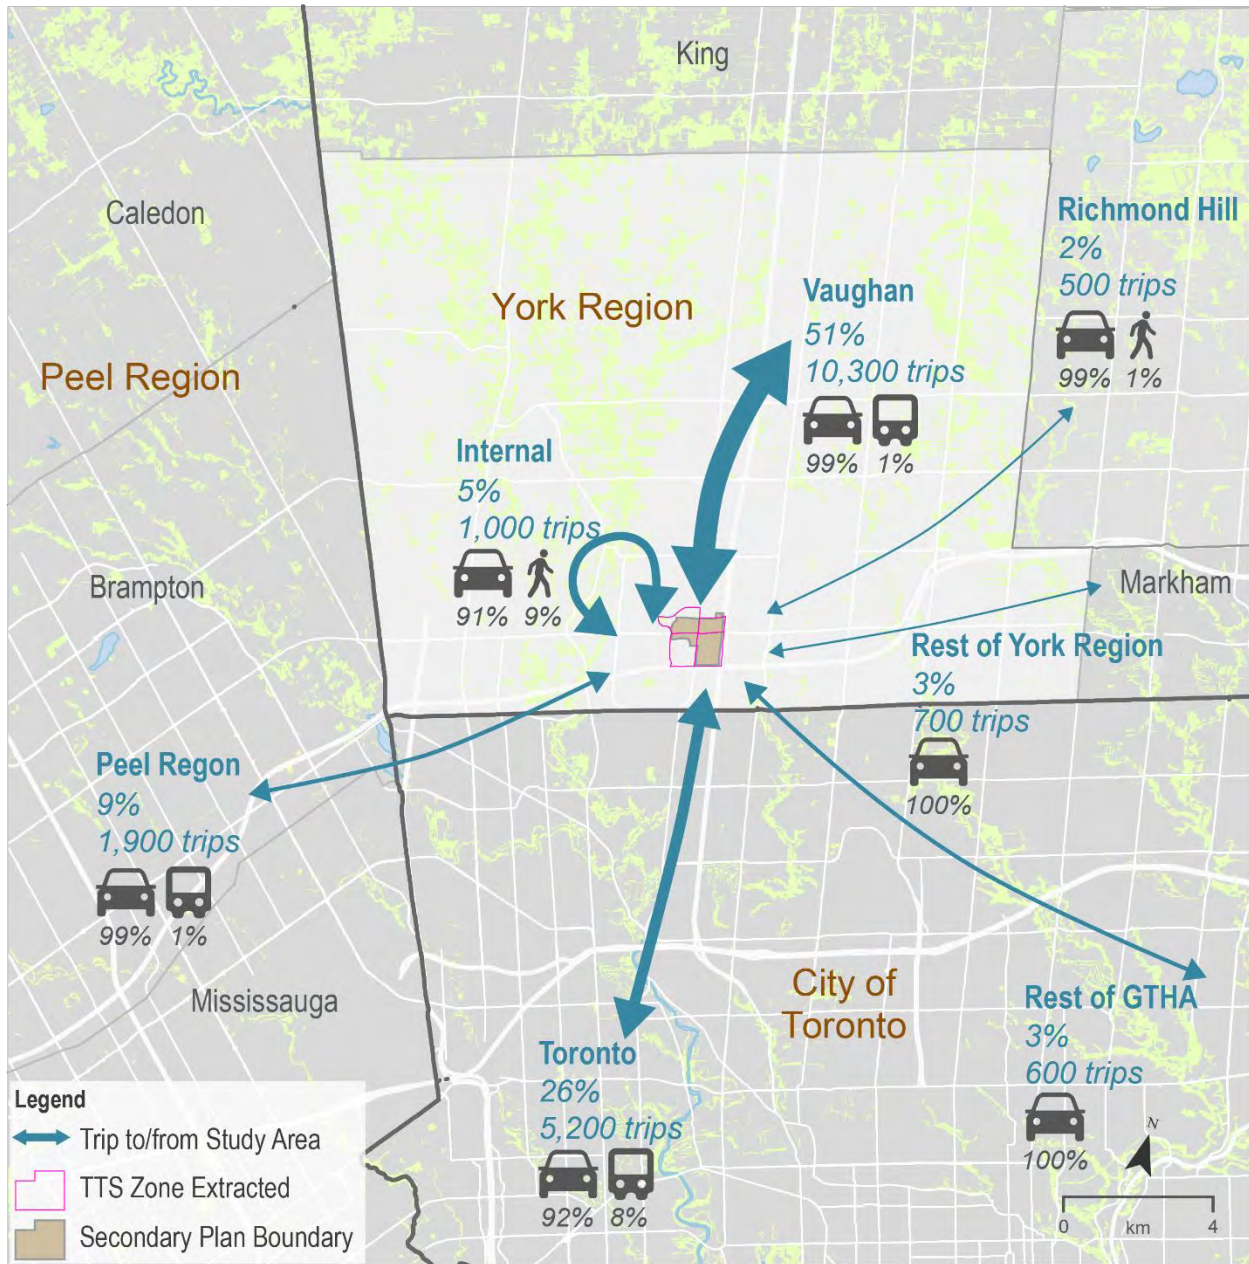 King
Caledon
Richmond Hill
2%
500 trips
99% 1%
York Region
Vaughan
51%
10,300 trips
99% 1%
Peel Region
Internal
5%
1,000 trips
91% 9%
Brampton
Markham
Rest of York Region
3%
700 trips
100%
Peel Regon
9%
1,900 trips
99% 1%
Mississauga
City of
Toronto
Rest of GTHA
3%
600 trips
100%
Toronto
26%
5,200 trips
92% 8%
Legend
Trip to/from Study Area
TTS Zone Extracted
Secondary Plan Boundary
N
0 km 4